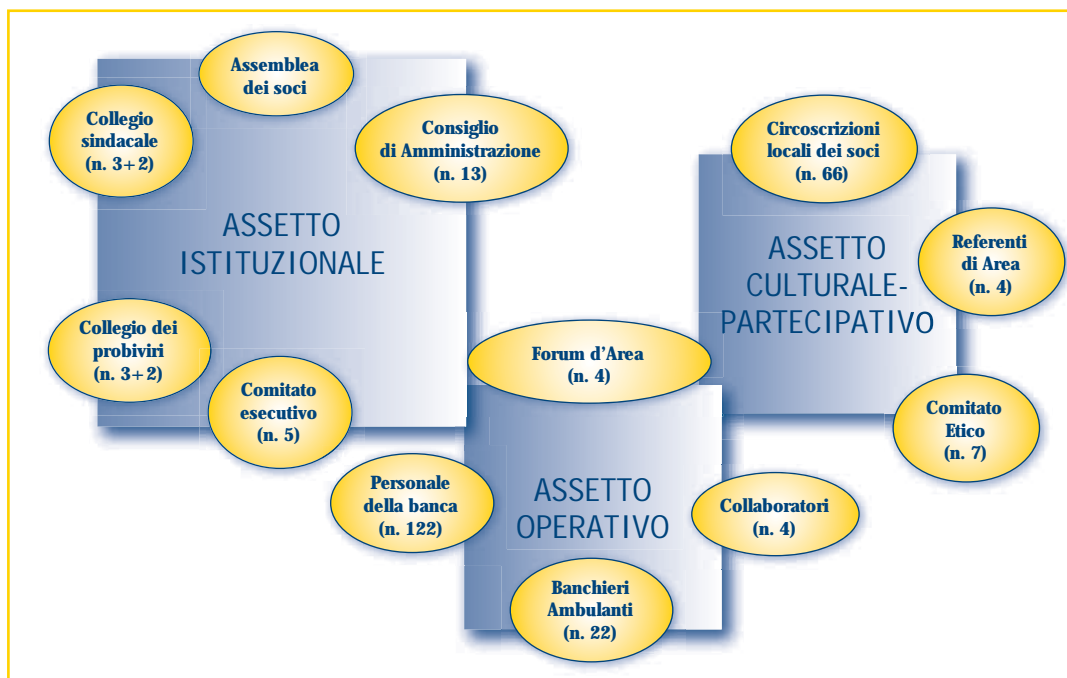 Assemblea
dei soci
Collegio
sindacale
(n. 3+2)
Consiglio
di Amministrazione
(n. 13)
ASSETTO
ISTITUZIONALE
Collegio dei
probiviri
(n. 3+2)
Comitato
esecutivo
(n. 5)
Circoscrizioni
locali dei soci
(n. 66)
ASSETTO
CULTURALE-
PARTECIPATIVO
Referenti
di Area
(n. 4)
Comitato
Etico
(n. 7)
Forum d'Area
(n. 4)
Personale
della banca
(n. 122)
ASSETTO
OPERATIVO
Collaboratori
(n. 4)
Banchieri
Ambulanti
(n. 22)